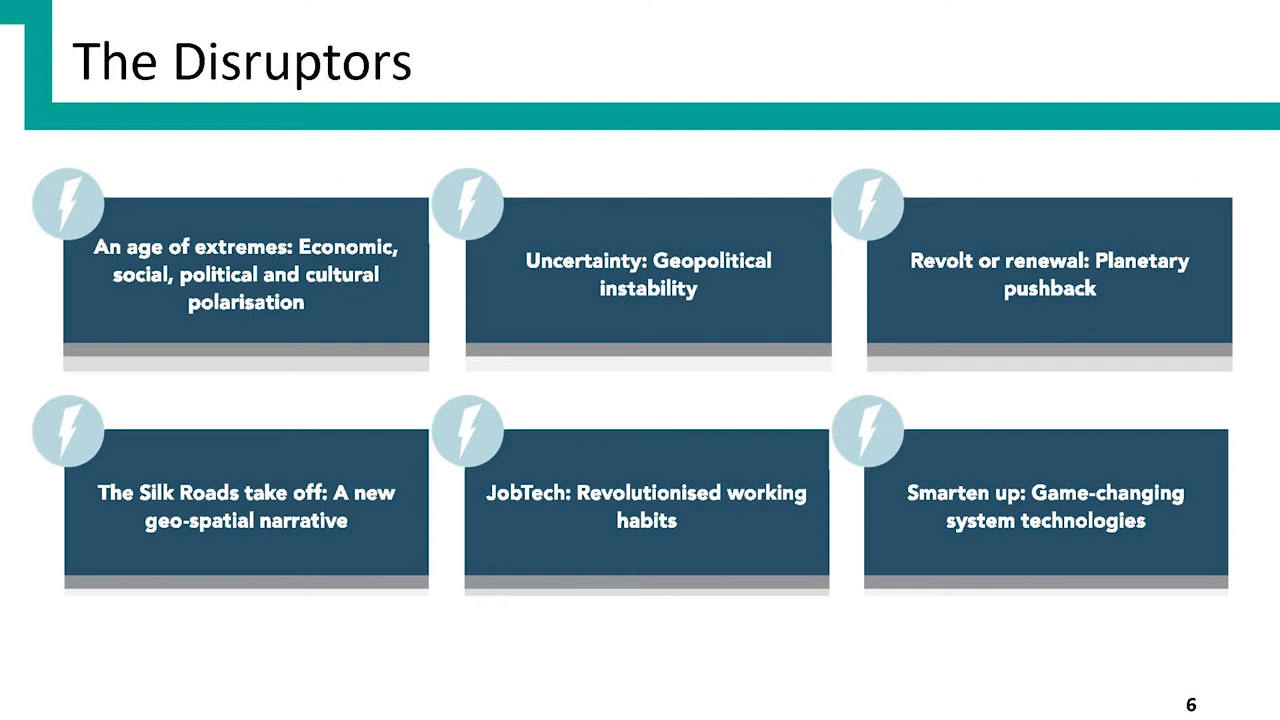 The Disruptors
An age of extremes: Economic,
social, political and cultural
polarisation
Uncertainty: Geopolitical
instability
Revolt or renewal: Planetary
pushback
The Silk Roads take off: A new
geo-spatial narrative
JobTech: Revolutionised working
habits
Smarten up: Game-changing
system technologies
6